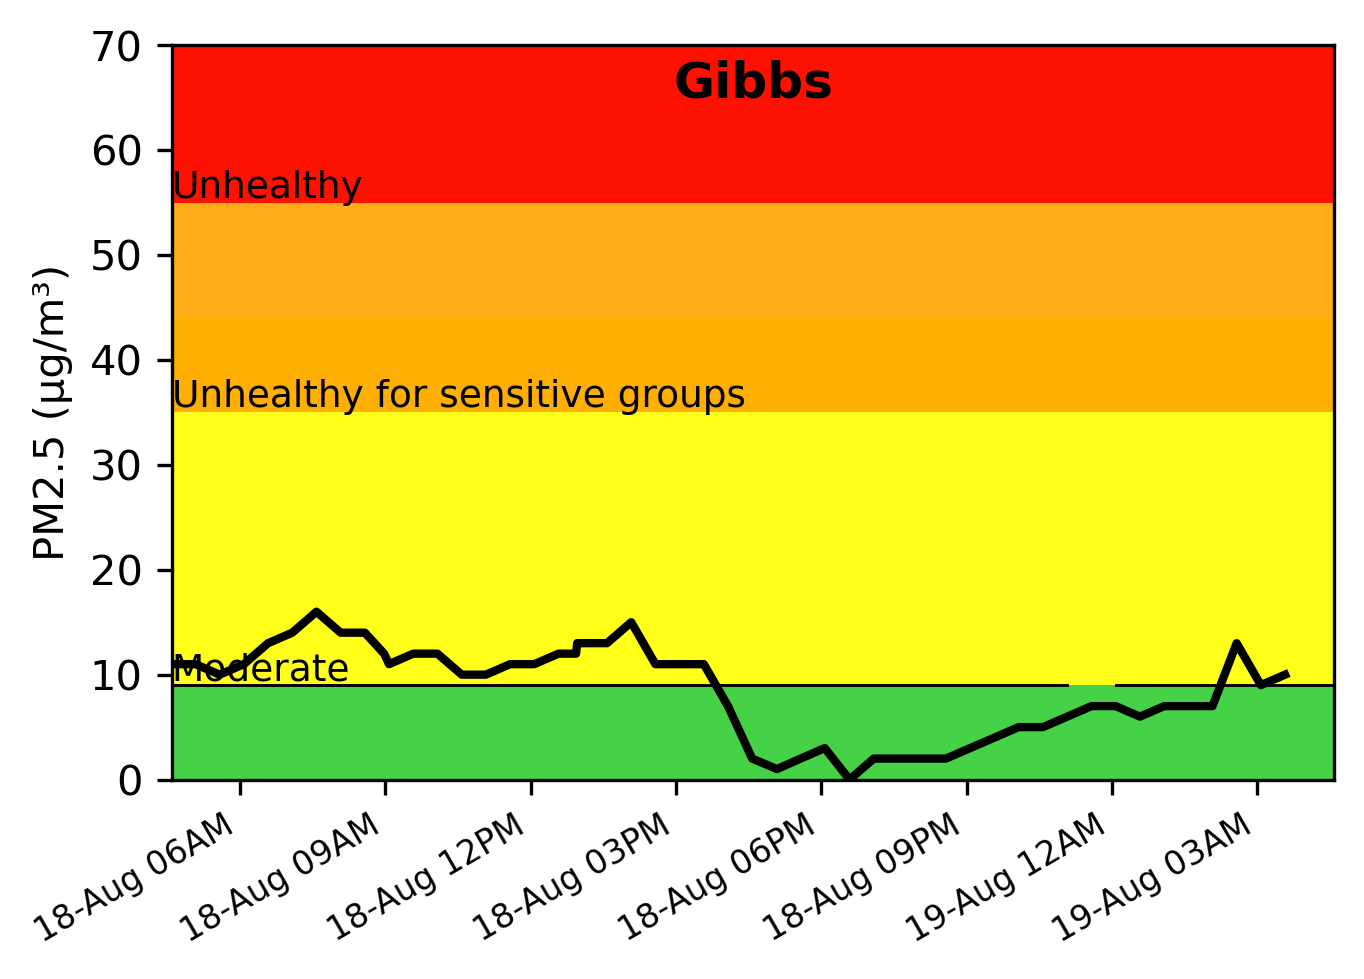 Gibbs
70
60
50
40
30
20
10
0
PM2.5 (µg/m³)
Unhealthy
Unhealthy for sensitive groups
Moderate
18-Aug 06AM
18-Aug 09AM
18-Aug 12PM
18-Aug 03PM
18-Aug 06PM
18-Aug 09PM
19-Aug 12AM
19-Aug 03AM